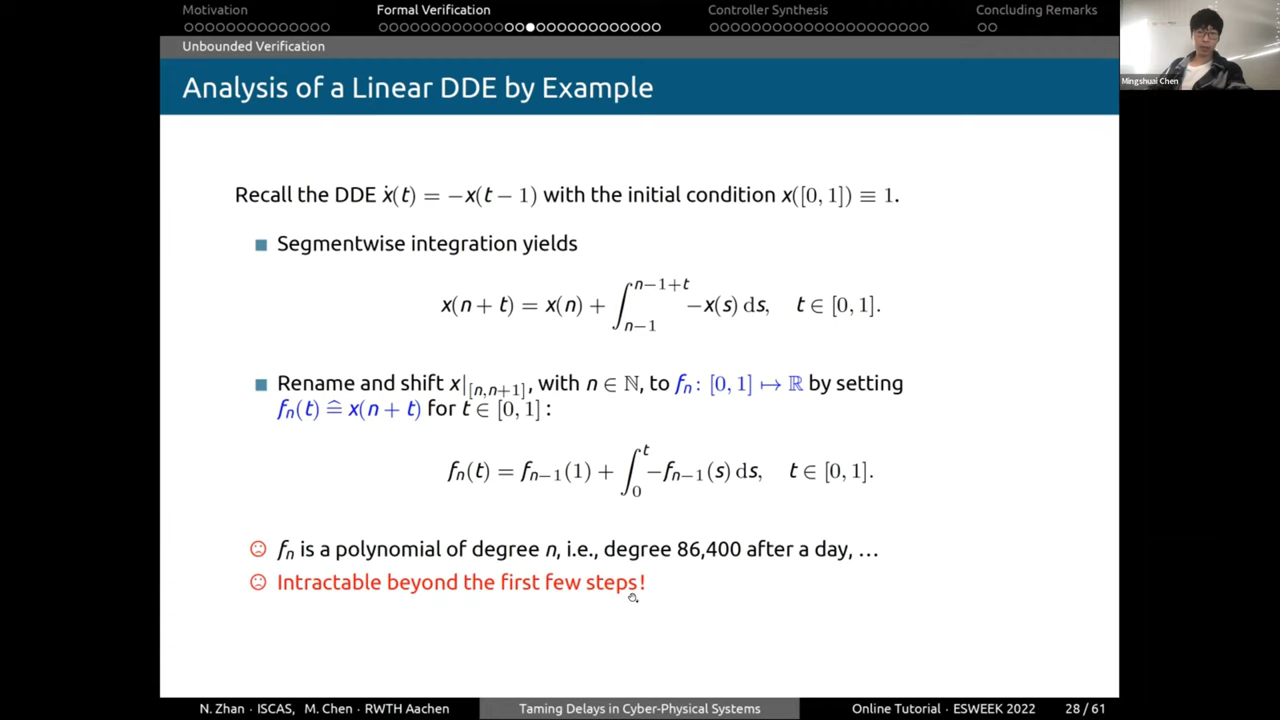 Motivation
Formal Verification
Controller Synthesis
Concluding Remarks
Unbounded Verification
Analysis of a Linear DDE by Example
Mingshuai Chen
Recall the DDE ẋ(t) = −x(t − 1) with the initial condition x([0, 1]) ≡ 1.
Segmentwise integration yields
x(n + t) = x(n) + ∫_{n−1}^{n−1+t} −x(s) ds, t ∈ [0, 1].
Rename and shift x|_{[n,n+1]}, with n ∈ ℕ, to fₙ: [0, 1] ↦ ℝ by setting
fₙ(t) ≙ x(n + t) for t ∈ [0, 1]:
fₙ(t) = fₙ₋₁(1) + ∫_{0}^{t} −fₙ₋₁(s) ds, t ∈ [0, 1].
fₙ is a polynomial of degree n, i.e., degree 86,400 after a day, …
Intractable beyond the first few steps!
N. Zhan · ISCAS, M. Chen · RWTH Aachen
Taming Delays in Cyber-Physical Systems
Online Tutorial · ESWEEK 2022
28 / 61